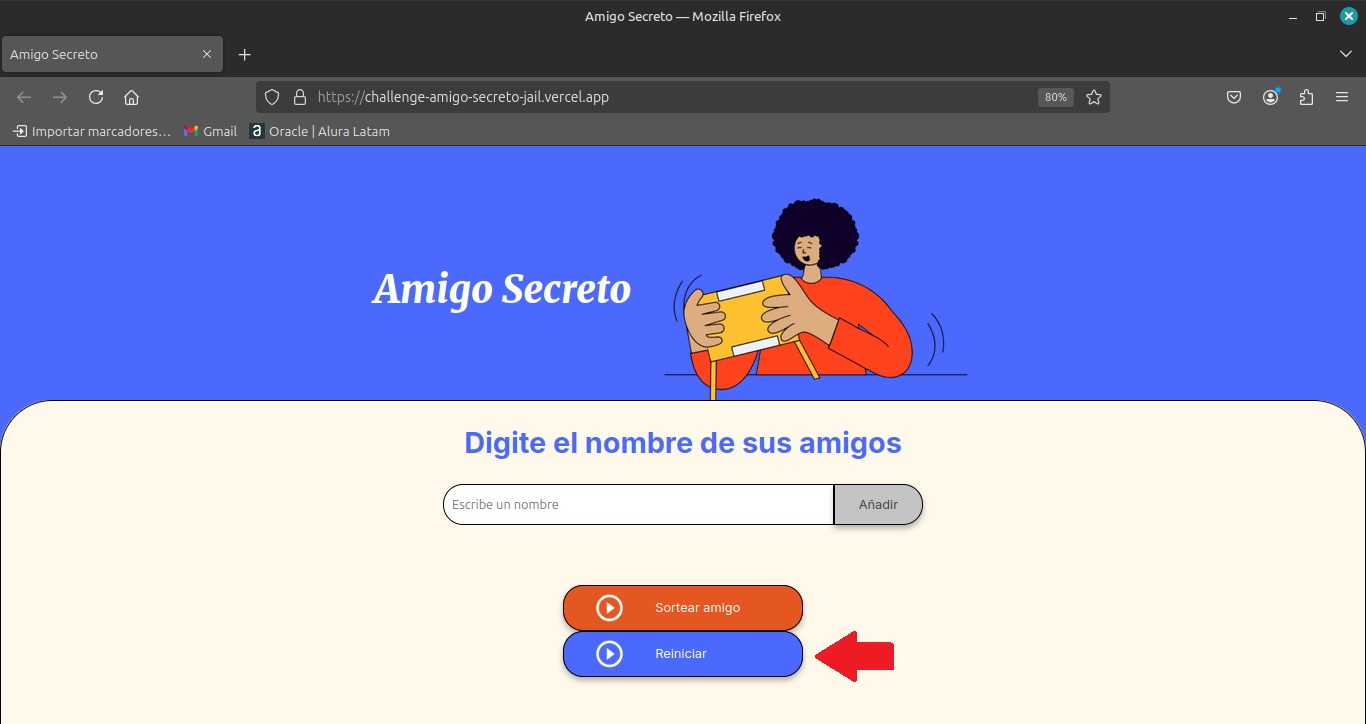 Amigo Secreto — Mozilla Firefox
Amigo Secreto
https://challenge-amigo-secreto-jail.vercel.app
80%
Importar marcadores...
Gmail
Oracle | Alura Latam
Amigo Secreto
Digite el nombre de sus amigos
Escribe un nombre
Añadir
Sortear amigo
Reiniciar